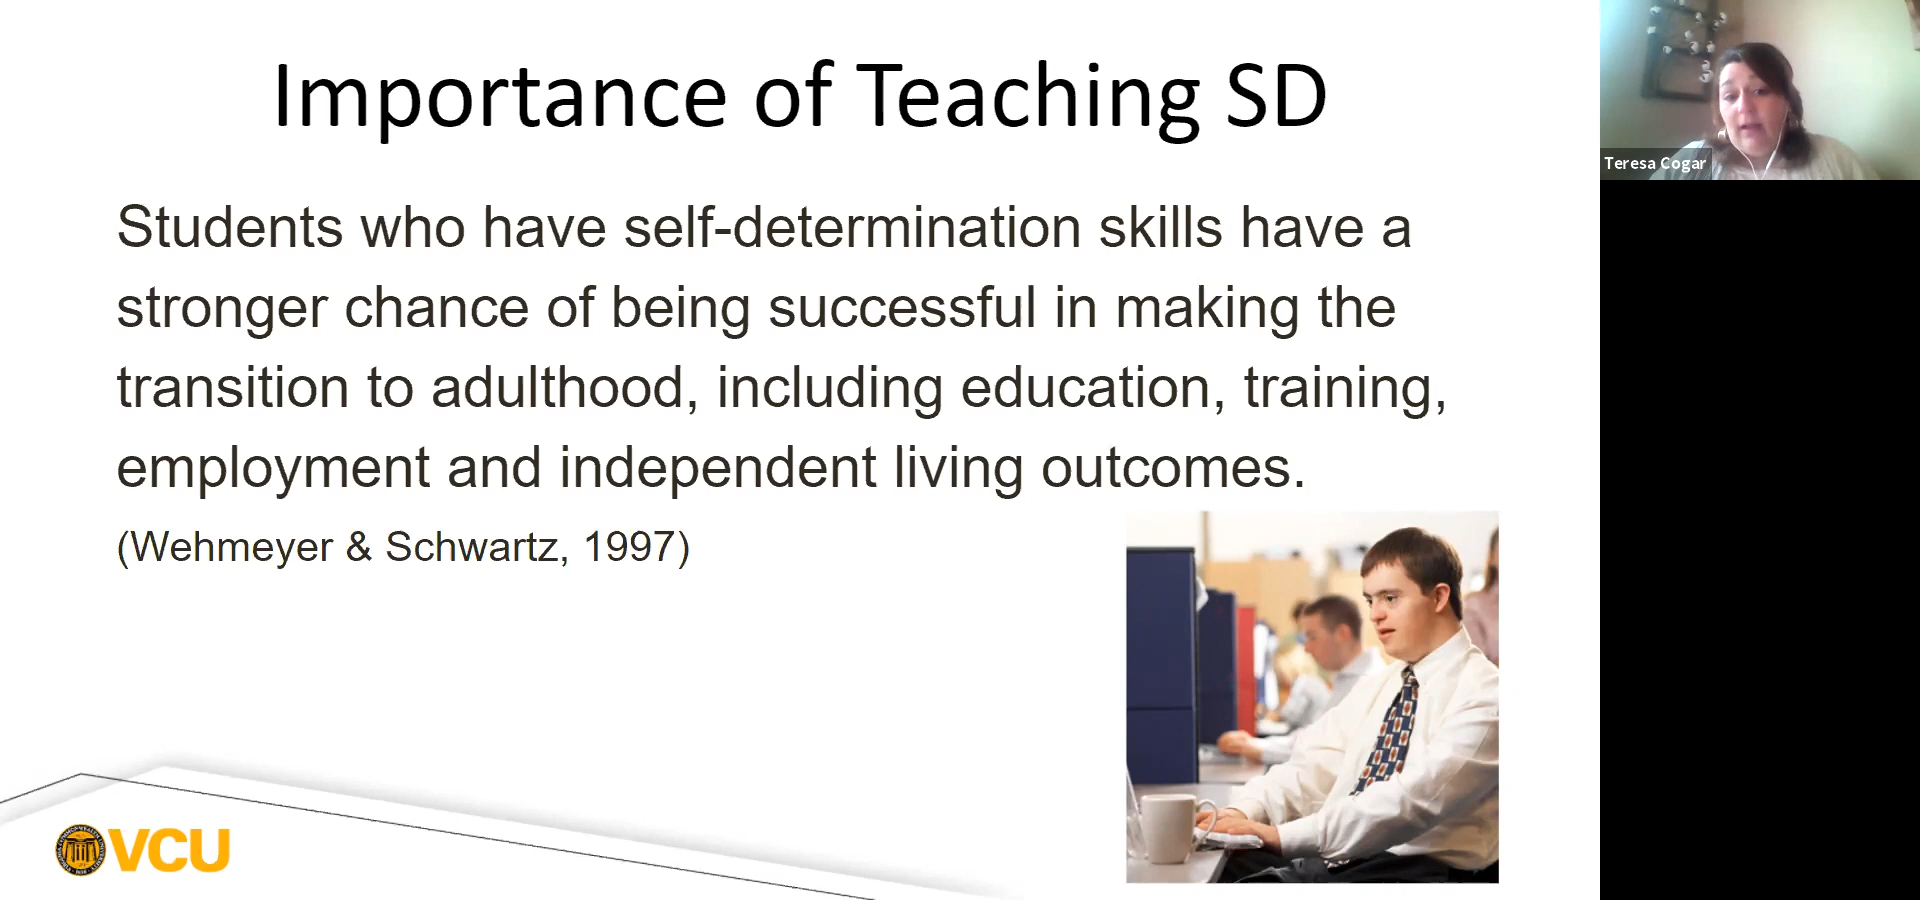 Importance of Teaching SD
Students who have self-determination skills have a
stronger chance of being successful in making the
transition to adulthood, including education, training,
employment and independent living outcomes.
(Wehmeyer & Schwartz, 1997)
VCU
Teresa Cogar